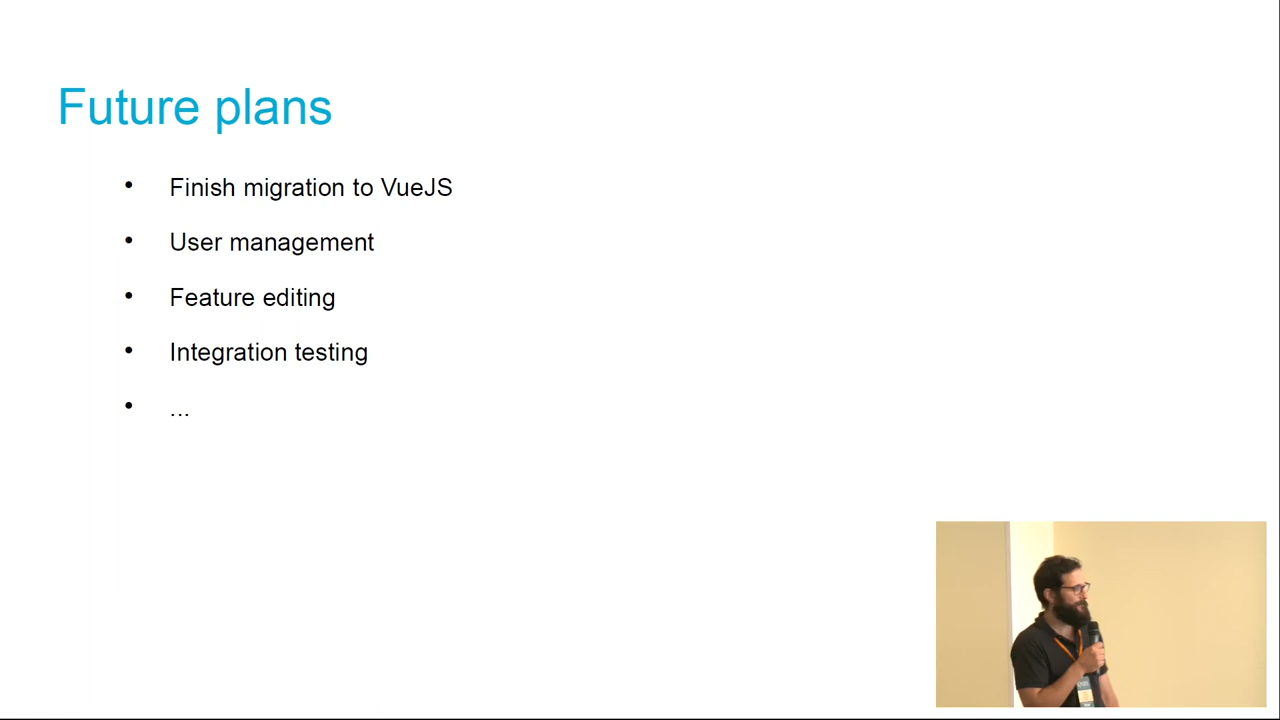 Future plans
• Finish migration to VueJS
• User management
• Feature editing
• Integration testing
• ...